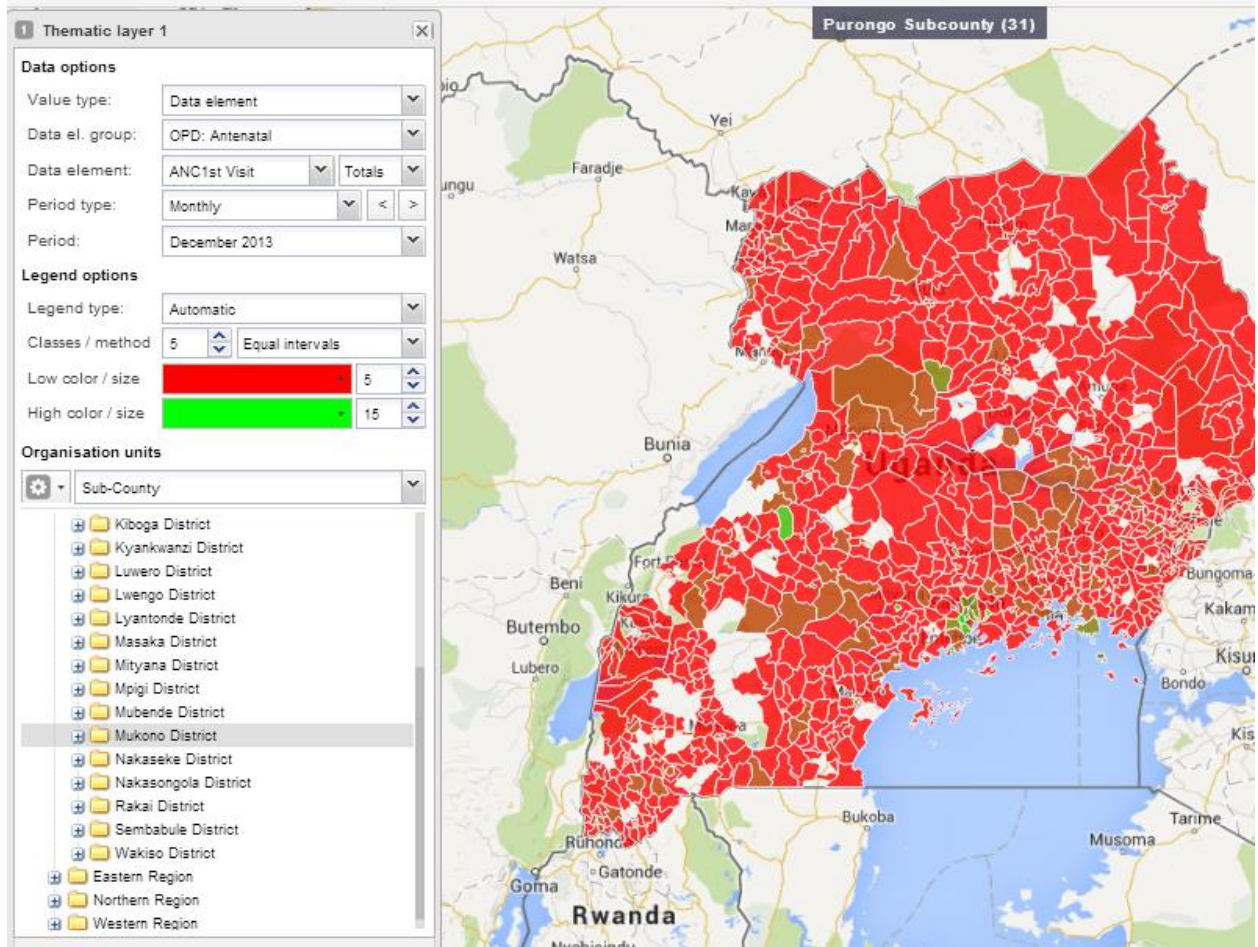 1 Thematic layer 1
Data options
Value type: Data element
Data el. group: OPD: Antenatal
Data element: ANC1st Visit Totals
Period type: Monthly < >
Period: December 2013
Legend options
Legend type: Automatic
Classes / method 5 Equal intervals
Low color / size 5
High color / size 15
Organisation units
Sub-County
Kiboga District
Kyankwanzi District
Luwero District
Lwengo District
Lyantonde District
Masaka District
Mityana District
Mpigi District
Mubende District
Mukono District
Nakaseke District
Nakasongola District
Rakai District
Sembabule District
Wakiso District
Eastern Region
Northern Region
Western Region
Purongo Subcounty (31)
Yei
Faradje
Watsa
Bunia
Uganda
Beni
Butembo
Lubero
Bungoma
Bondo
Bukoba
Tarime
Musoma
Gatonde
Goma
Rwanda